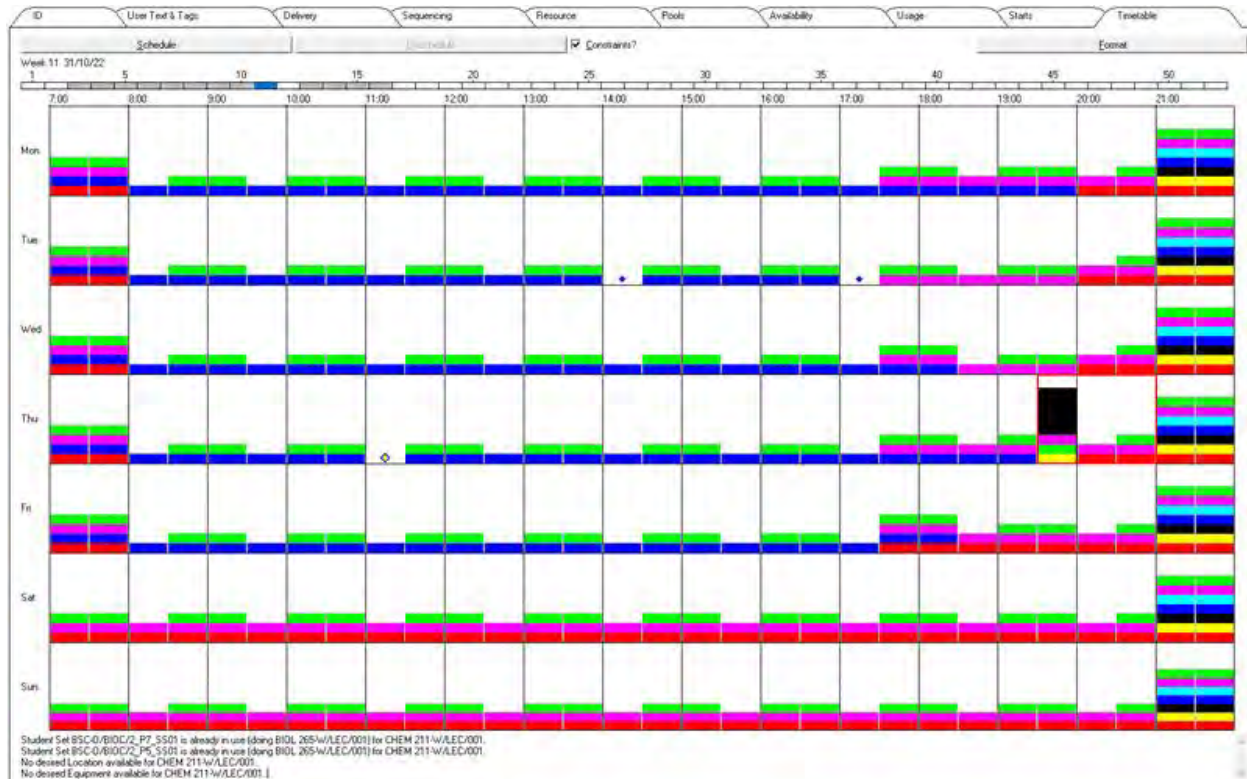 ID User Text & Tags Delivery Sequencing Resource Pools Availability Usage Starts Timetable
Schedule Constraints? Format
Week 11 31/10/22
1 5 10 15 20 25 30 35 40 45 50
7:00 8:00 9:00 10:00 11:00 12:00 13:00 14:00 15:00 16:00 17:00 18:00 19:00 20:00 21:00
Mon
Tue
Wed
Thu
Fri
Sat
Sun
Student Set BSC-O/BIOC/2_P7_SS01 is already in use (doing BIOL 265-W/LEC/001) for CHEM 211-W/LEC/001.
Student Set BSC-O/BIOC/2_P5_SS01 is already in use (doing BIOL 265-W/LEC/001) for CHEM 211-W/LEC/001.
No desired Location available for CHEM 211-W/LEC/001.
No desired Equipment available for CHEM 211-W/LEC/001.